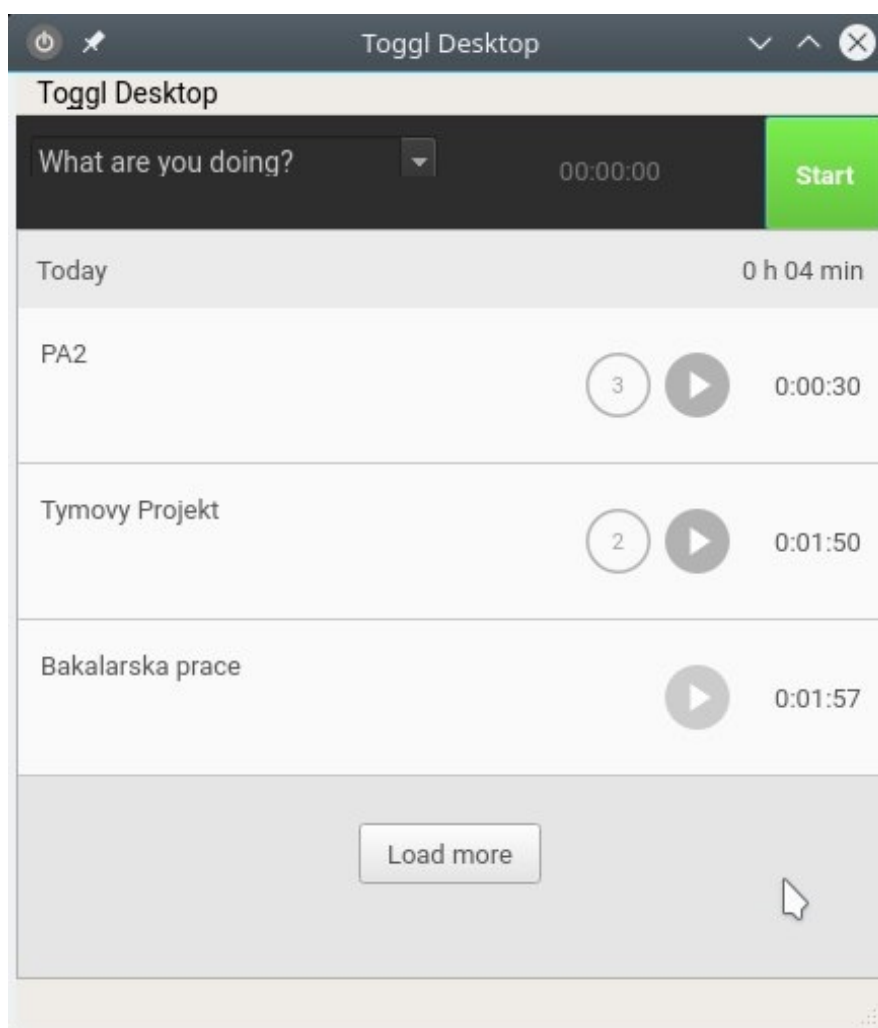 Toggl Desktop
Toggl Desktop
What are you doing? 00:00:00 Start
Today 0 h 04 min
PA2
3 0:00:30
Tymovy Projekt
2 0:01:50
Bakalarska prace
0:01:57
Load more